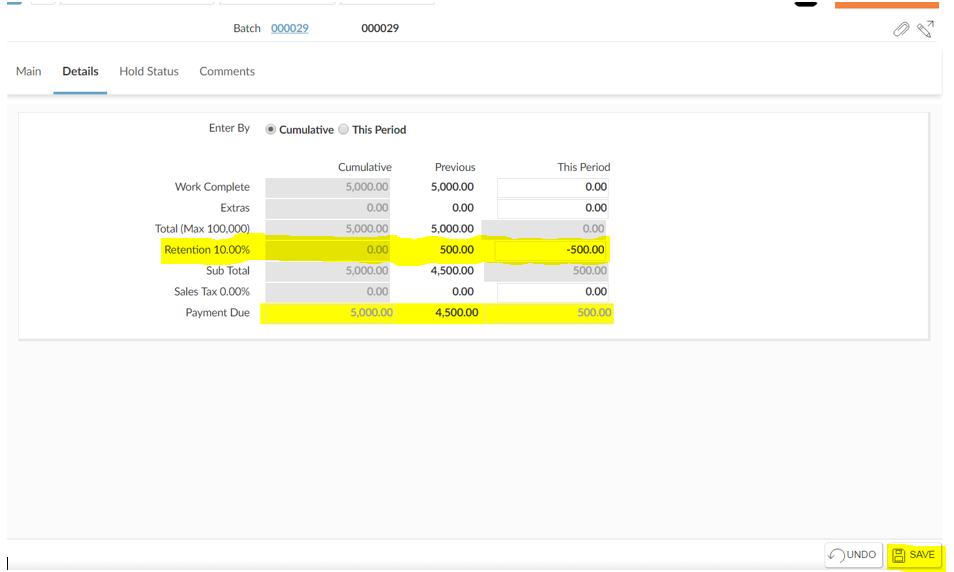 Batch 000029 000029
Main Details Hold Status Comments
Enter By Cumulative This Period
Cumulative Previous This Period
Work Complete 5,000.00 5,000.00 0.00
Extras 0.00 0.00 0.00
Total (Max 100,000) 5,000.00 5,000.00 0.00
Retention 10.00% 0.00 500.00 -500.00
Sub Total 5,000.00 4,500.00 500.00
Sales Tax 0.00% 0.00 0.00 0.00
Payment Due 5,000.00 4,500.00 500.00
UNDO SAVE